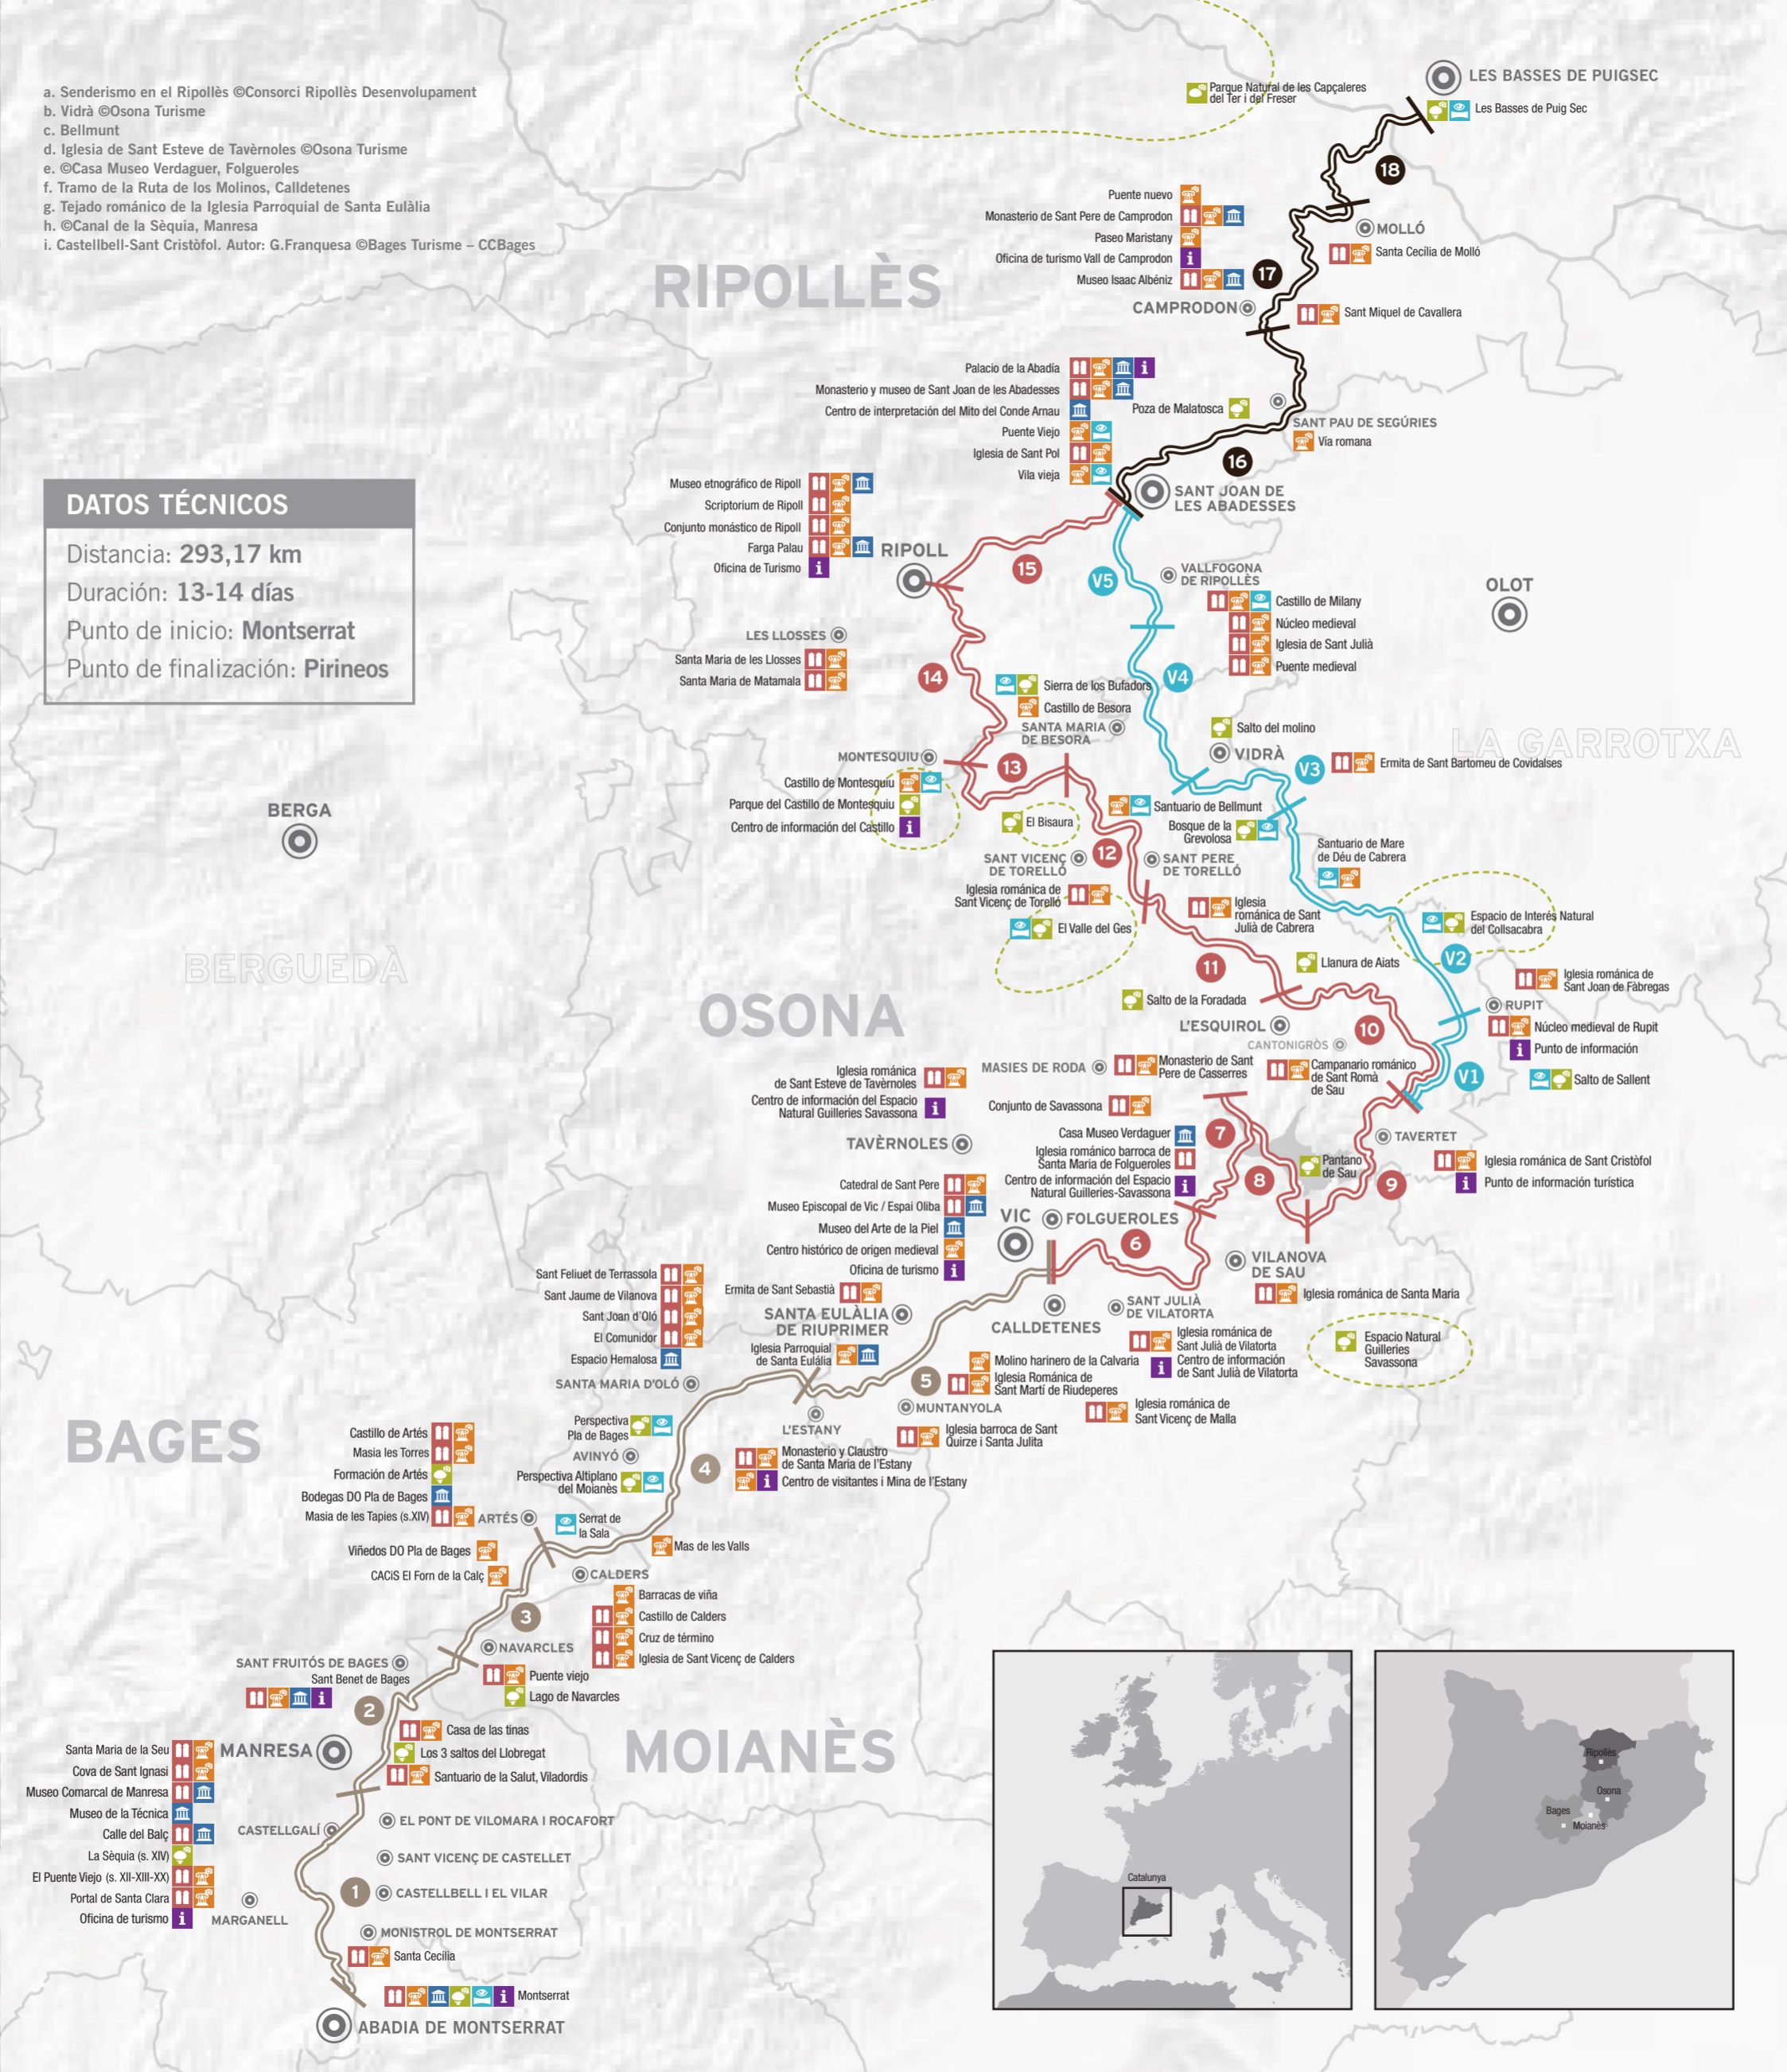 a. Senderismo en el Ripollès ©Consorci Ripollès Desenvolupament
b. Vidrà ©Osona Turisme
c. Bellmunt
d. Iglesia de Sant Esteve de Tavèrnoles ©Osona Turisme
e. ©Casa Museo Verdaguer, Folgueroles
f. Tramo de la Ruta de los Molinos, Calldetenes
g. Tejado románico de la Iglesia Parroquial de Santa Eulàlia
h. ©Canal de la Sèquia, Manresa
i. Castellbell-Sant Cristòfol. Autor: G.Franquesa ©Bages Turisme – CCBages
LES BASSES DE PUIGSEC
Parque Natural de les Capçaleres
del Ter i del Freser
Les Basses de Puig Sec
18
Puente nuevo
Monasterio de Sant Pere de Camprodon
Paseo Maristany
Oficina de turismo Vall de Camprodon
Museo Isaac Albéniz
MOLLÓ
Santa Cecília de Molló
17
RIPOLLÈS
CAMPRODON
Sant Miquel de Cavallera
Palacio de la Abadía
Monasterio y museo de Sant Joan de les Abadesses
Centro de interpretación del Mito del Conde Arnau
Puente Viejo
Iglesia de Sant Pol
Vila vieja
Poza de Malatosca
SANT PAU DE SEGÚRIES
Vía romana
16
SANT JOAN DE
LES ABADESSES
DATOS TÉCNICOS
Distancia: 293,17 km
Duración: 13-14 días
Punto de inicio: Montserrat
Punto de finalización: Pirineos
Museo etnográfico de Ripoll
Scriptorium de Ripoll
Conjunto monástico de Ripoll
Farga Palau
Oficina de Turismo
RIPOLL
15
V5
VALLFOGONA
DE RIPOLLÈS
Castillo de Milany
Núcleo medieval
Iglesia de Sant Julià
Puente medieval
OLOT
LES LLOSSES
Santa Maria de les Llosses
Santa Maria de Matamala
14
V4
Sierra de los Bufadors
Castillo de Besora
SANTA MARIA
DE BESORA
Salto del molino
VIDRÀ
LA GARROTXA
MONTESQUIU
13
V3
Ermita de Sant Bartomeu de Covidalses
Castillo de Montesquiu
Parque del Castillo de Montesquiu
Centro de información del Castillo
BERGA
El Bisaura
Santuario de Bellmunt
Bosque de la
Grevolosa
SANT VICENÇ
DE TORELLÓ
12
SANT PERE
DE TORELLÓ
Santuario de Mare
de Déu de Cabrera
Iglesia románica de
Sant Vicenç de Torelló
Iglesia
románica de Sant
Julià de Cabrera
El Valle del Ges
Espacio de Interés Natural
del Collsacabra
BERGUEDÀ
11
Llanura de Aiats
V2
Iglesia románica de
Sant Joan de Fàbregas
OSONA
Salto de la Foradada
RUPIT
L'ESQUIROL
10
Núcleo medieval de Rupit
CANTONIGRÒS
Punto de información
V1
Salto de Sallent
MASIES DE RODA
Monasterio de Sant
Pere de Casserres
Campanario románico
de Sant Romà
de Sau
Iglesia románica
de Sant Esteve de Tavèrnoles
Centro de información del Espacio
Natural Guilleries Savassona
Conjunto de Savassona
TAVÈRNOLES
Casa Museo Verdaguer
Iglesia románico barroca de
Santa Maria de Folgueroles
Centro de información del Espacio
Natural Guilleries-Savassona
7
8
Pantano
de Sau
9
TAVERTET
Iglesia románica de Sant Cristòfol
Punto de información turística
Catedral de Sant Pere
Museo Episcopal de Vic / Espai Oliba
Museo del Arte de la Piel
Centro histórico de origen medieval
Oficina de turismo
VIC
FOLGUEROLES
6
VILANOVA
DE SAU
Iglesia románica de Santa Maria
Sant Feliuet de Terrassola
Sant Jaume de Vilanova
Sant Joan d'Oló
El Comunidor
Espacio Hemalosa
Ermita de Sant Sebastià
SANTA EULÀLIA
DE RIUPRIMER
Iglesia Parroquial
de Santa Eulàlia
CALLDETENES
SANT JULIÀ
DE VILATORTA
Iglesia románica de
Sant Julià de Vilatorta
Centro de información
de Sant Julià de Vilatorta
Espacio Natural
Guilleries
Savassona
SANTA MARIA D'OLÓ
5
Molino harinero de la Calvaria
Iglesia Románica de
Sant Martí de Riudeperes
MUNTANYOLA
Iglesia románica de
Sant Vicenç de Malla
L'ESTANY
Iglesia barroca de Sant
Quirze i Santa Julita
BAGES
Castillo de Artés
Masia les Torres
Formación de Artés
Bodegas DO Pla de Bages
Masia de les Tapies (s.XIV)
Perspectiva
Pla de Bages
AVINYÓ
Perspectiva Altiplano
del Moianès
4
Monasterio y Claustro
de Santa Maria de l'Estany
Centro de visitantes i Mina de l'Estany
ARTÉS
Serrat de
la Sala
Mas de les Valls
Viñedos DO Pla de Bages
CACiS El Forn de la Calç
CALDERS
Barracas de viña
Castillo de Calders
Cruz de término
Iglesia de Sant Vicenç de Calders
3
NAVARCLES
Puente viejo
Lago de Navarcles
SANT FRUITÓS DE BAGES
Sant Benet de Bages
2
Casa de las tinas
Los 3 saltos del Llobregat
Santuario de la Salut, Viladordis
MOIANÈS
MANRESA
Santa Maria de la Seu
Cova de Sant Ignasi
Museo Comarcal de Manresa
Museo de la Técnica
Calle del Balç
La Sèquia (s. XIV)
El Puente Viejo (s. XII-XIII-XX)
Portal de Santa Clara
Oficina de turismo
CASTELLGALÍ
EL PONT DE VILOMARA I ROCAFORT
SANT VICENÇ DE CASTELLET
1
CASTELLBELL I EL VILAR
MARGANELL
MONISTROL DE MONTSERRAT
Santa Cecília
Montserrat
ABADIA DE MONTSERRAT
Catalunya
Ripollès
Osona
Bages
Moianès